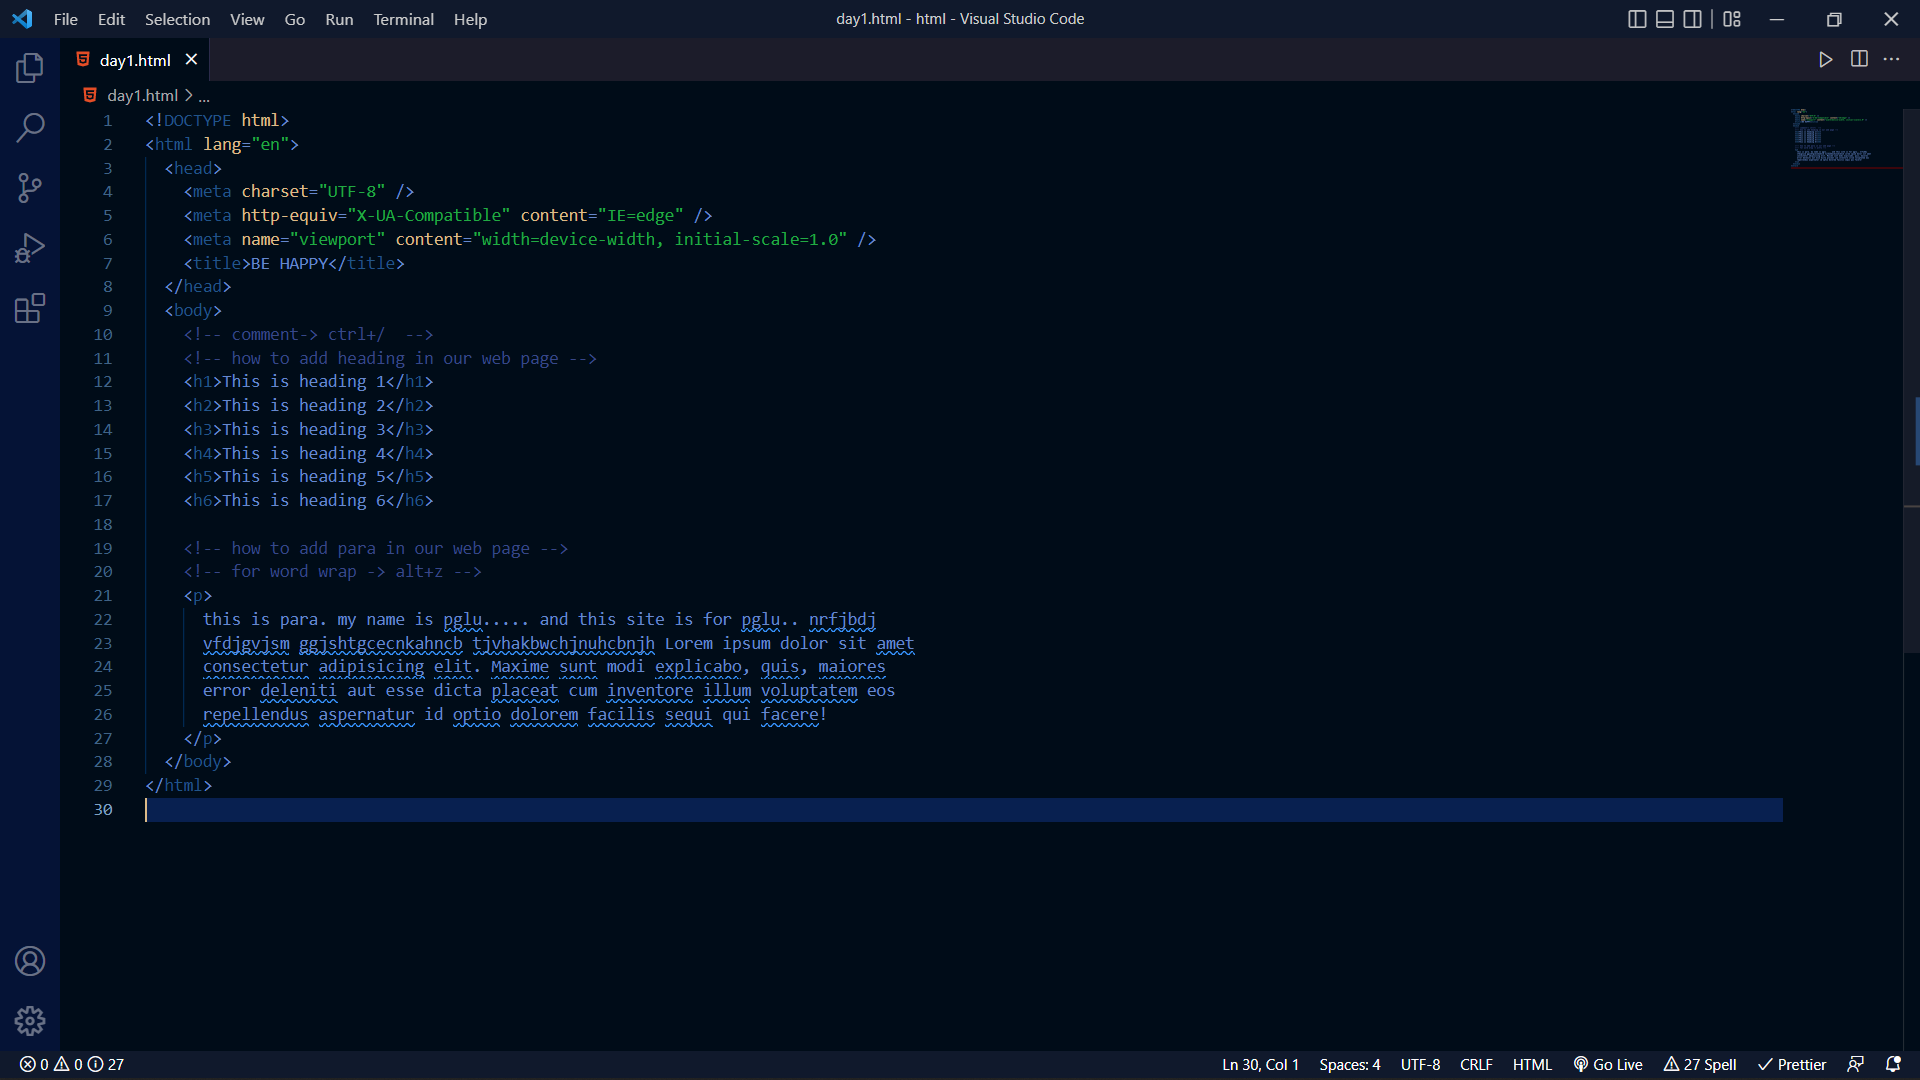 File Edit Selection View Go Run Terminal Help
day1.html - html - Visual Studio Code
day1.html
day1.html > ...
1 <!DOCTYPE html>
2 <html lang="en">
3 <head>
4 <meta charset="UTF-8" />
5 <meta http-equiv="X-UA-Compatible" content="IE=edge" />
6 <meta name="viewport" content="width=device-width, initial-scale=1.0" />
7 <title>BE HAPPY</title>
8 </head>
9 <body>
10 <!-- comment-> ctrl+/  -->
11 <!-- how to add heading in our web page -->
12 <h1>This is heading 1</h1>
13 <h2>This is heading 2</h2>
14 <h3>This is heading 3</h3>
15 <h4>This is heading 4</h4>
16 <h5>This is heading 5</h5>
17 <h6>This is heading 6</h6>
18
19 <!-- how to add para in our web page -->
20 <!-- for word wrap -> alt+z -->
21 <p>
22 this is para. my name is pglu..... and this site is for pglu.. nrfjbdj
23 vfdjgvjsm ggjshtgcecnkahncb tjvhakbwchjnuhcbnjh Lorem ipsum dolor sit amet
24 consectetur adipisicing elit. Maxime sunt modi explicabo, quis, maiores
25 error deleniti aut esse dicta placeat cum inventore illum voluptatem eos
26 repellendus aspernatur id optio dolorem facilis sequi qui facere!
27 </p>
28 </body>
29 </html>
30
0 0 27
Ln 30, Col 1 Spaces: 4 UTF-8 CRLF HTML Go Live 27 Spell Prettier